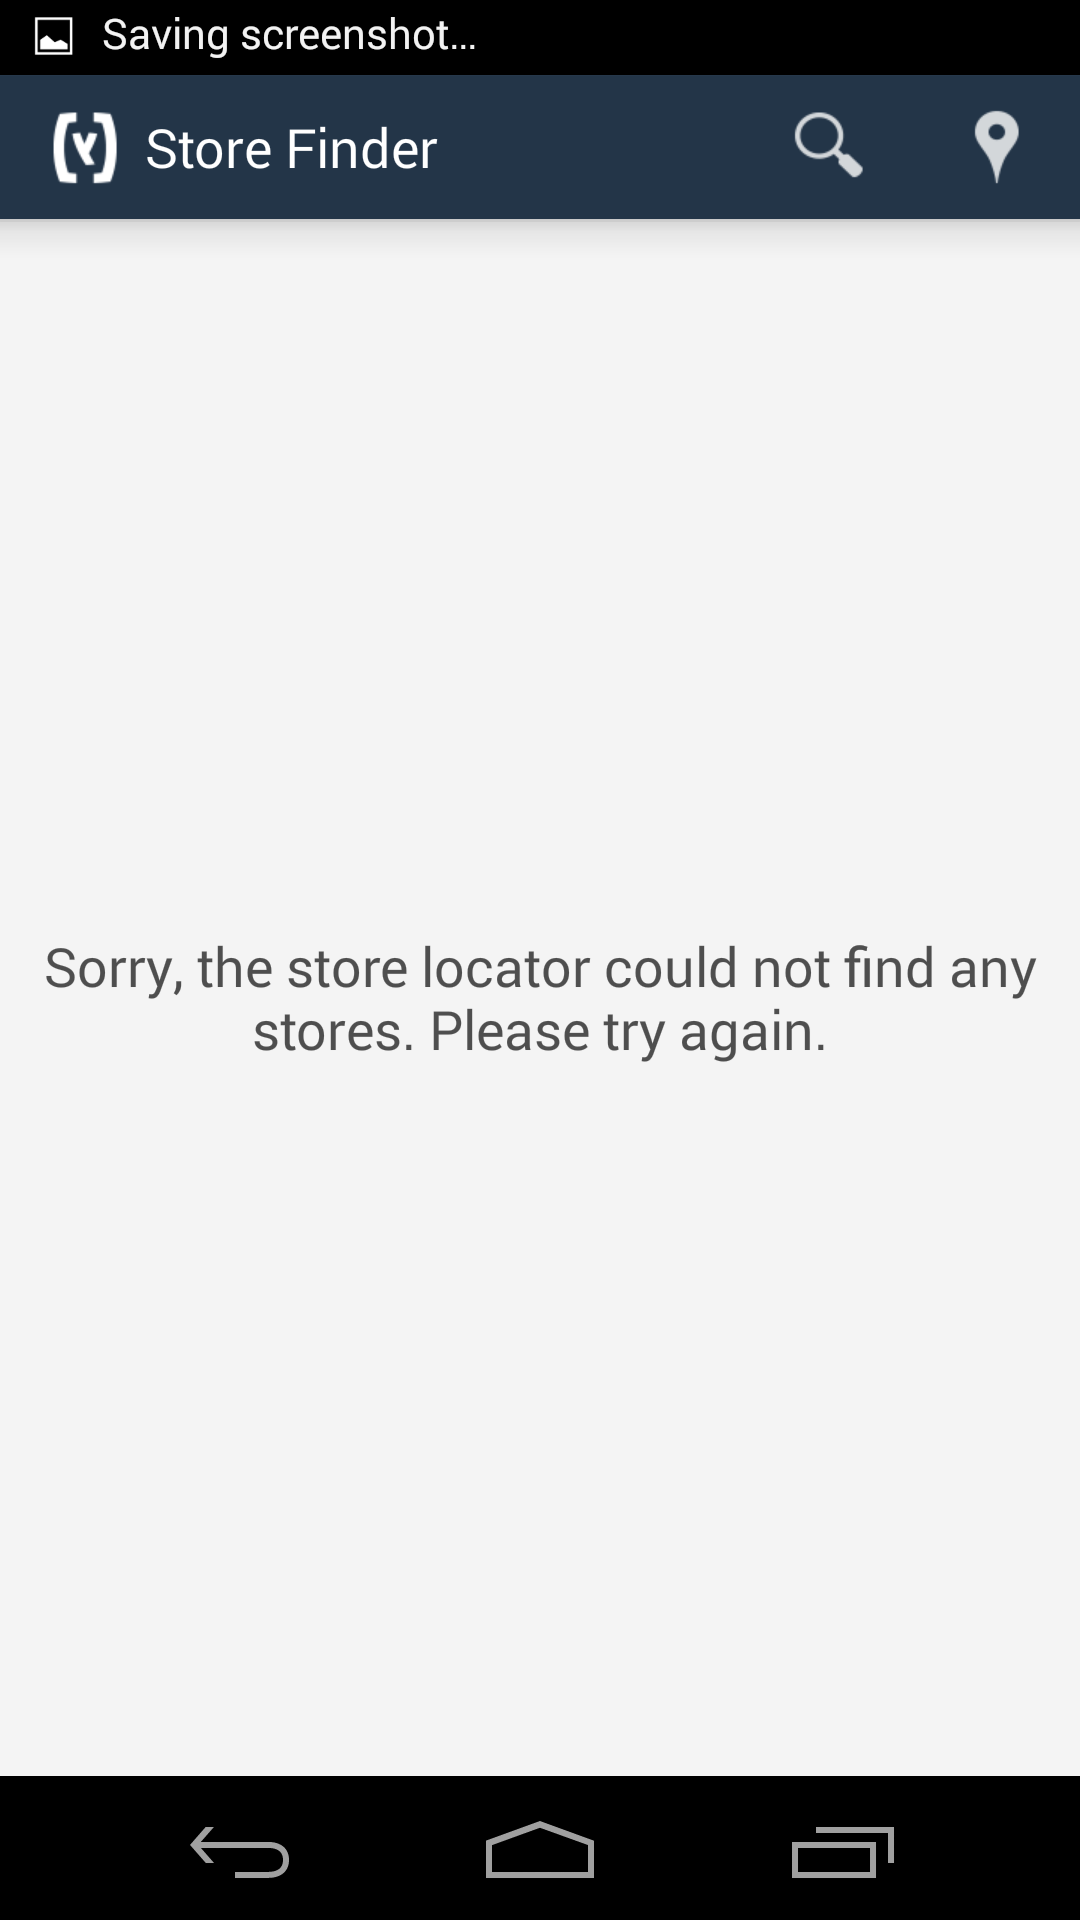 Saving screenshot...
Store Finder
Sorry, the store locator could not find any
stores. Please try again.